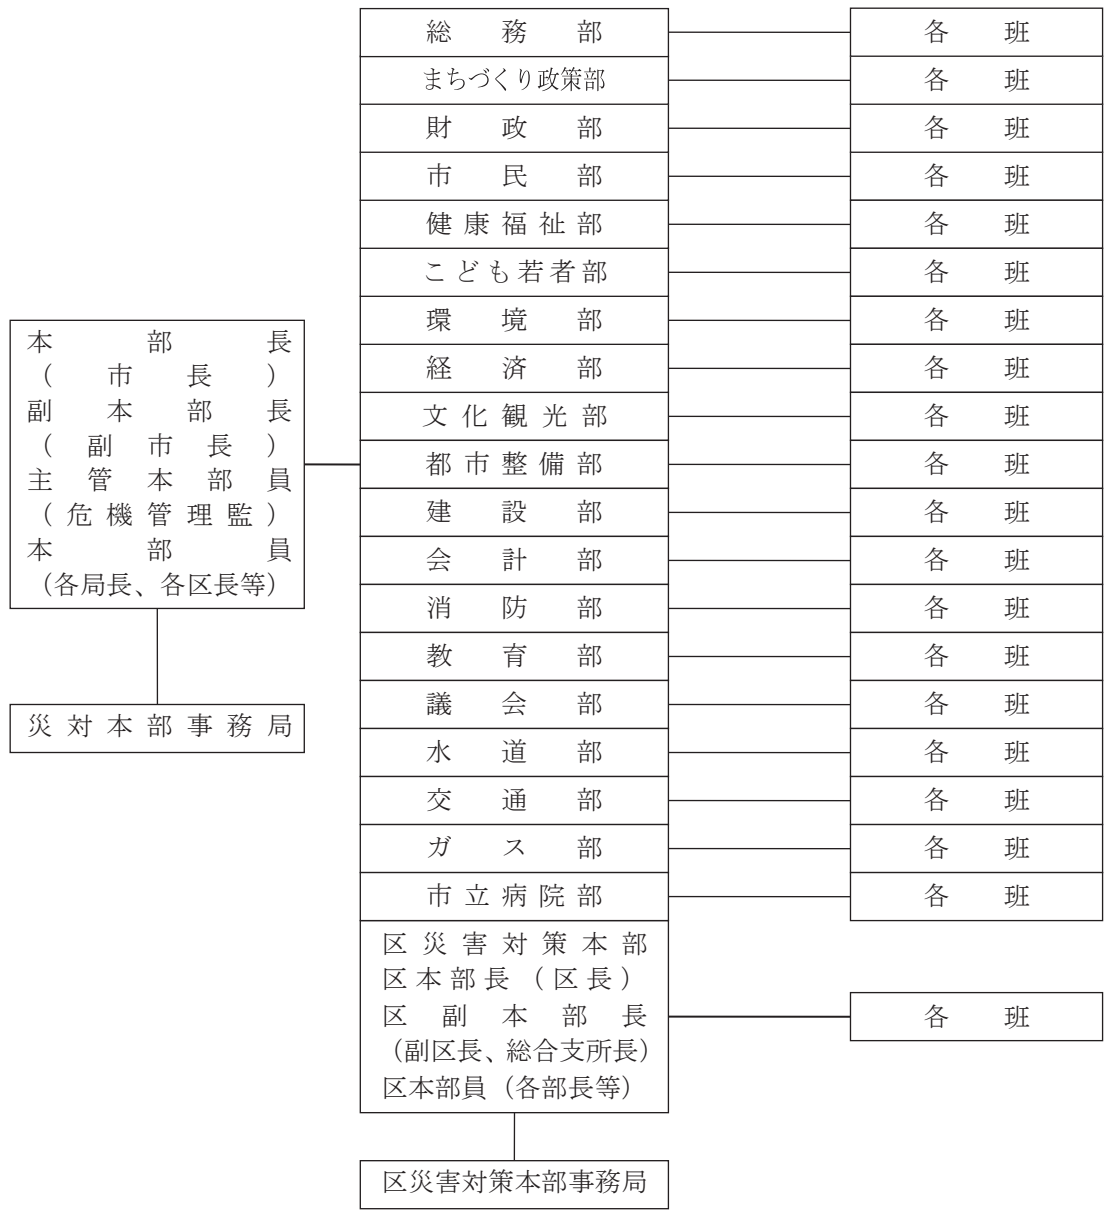 本部長
(市長)
副本部長
(副市長)
主管本部員
(危機管理監)
本部員
(各局長、各区長等)
災対本部事務局
総務部 各班
まちづくり政策部 各班
財政部 各班
市民部 各班
健康福祉部 各班
こども若者部 各班
環境部 各班
経済部 各班
文化観光部 各班
都市整備部 各班
建設部 各班
会計部 各班
消防部 各班
教育部 各班
議会部 各班
水道部 各班
交通部 各班
ガス部 各班
市立病院部 各班
区災害対策本部
区本部長(区長)
区副本部長
(副区長、総合支所長)
区本部員(各部長等)
各班
区災害対策本部事務局